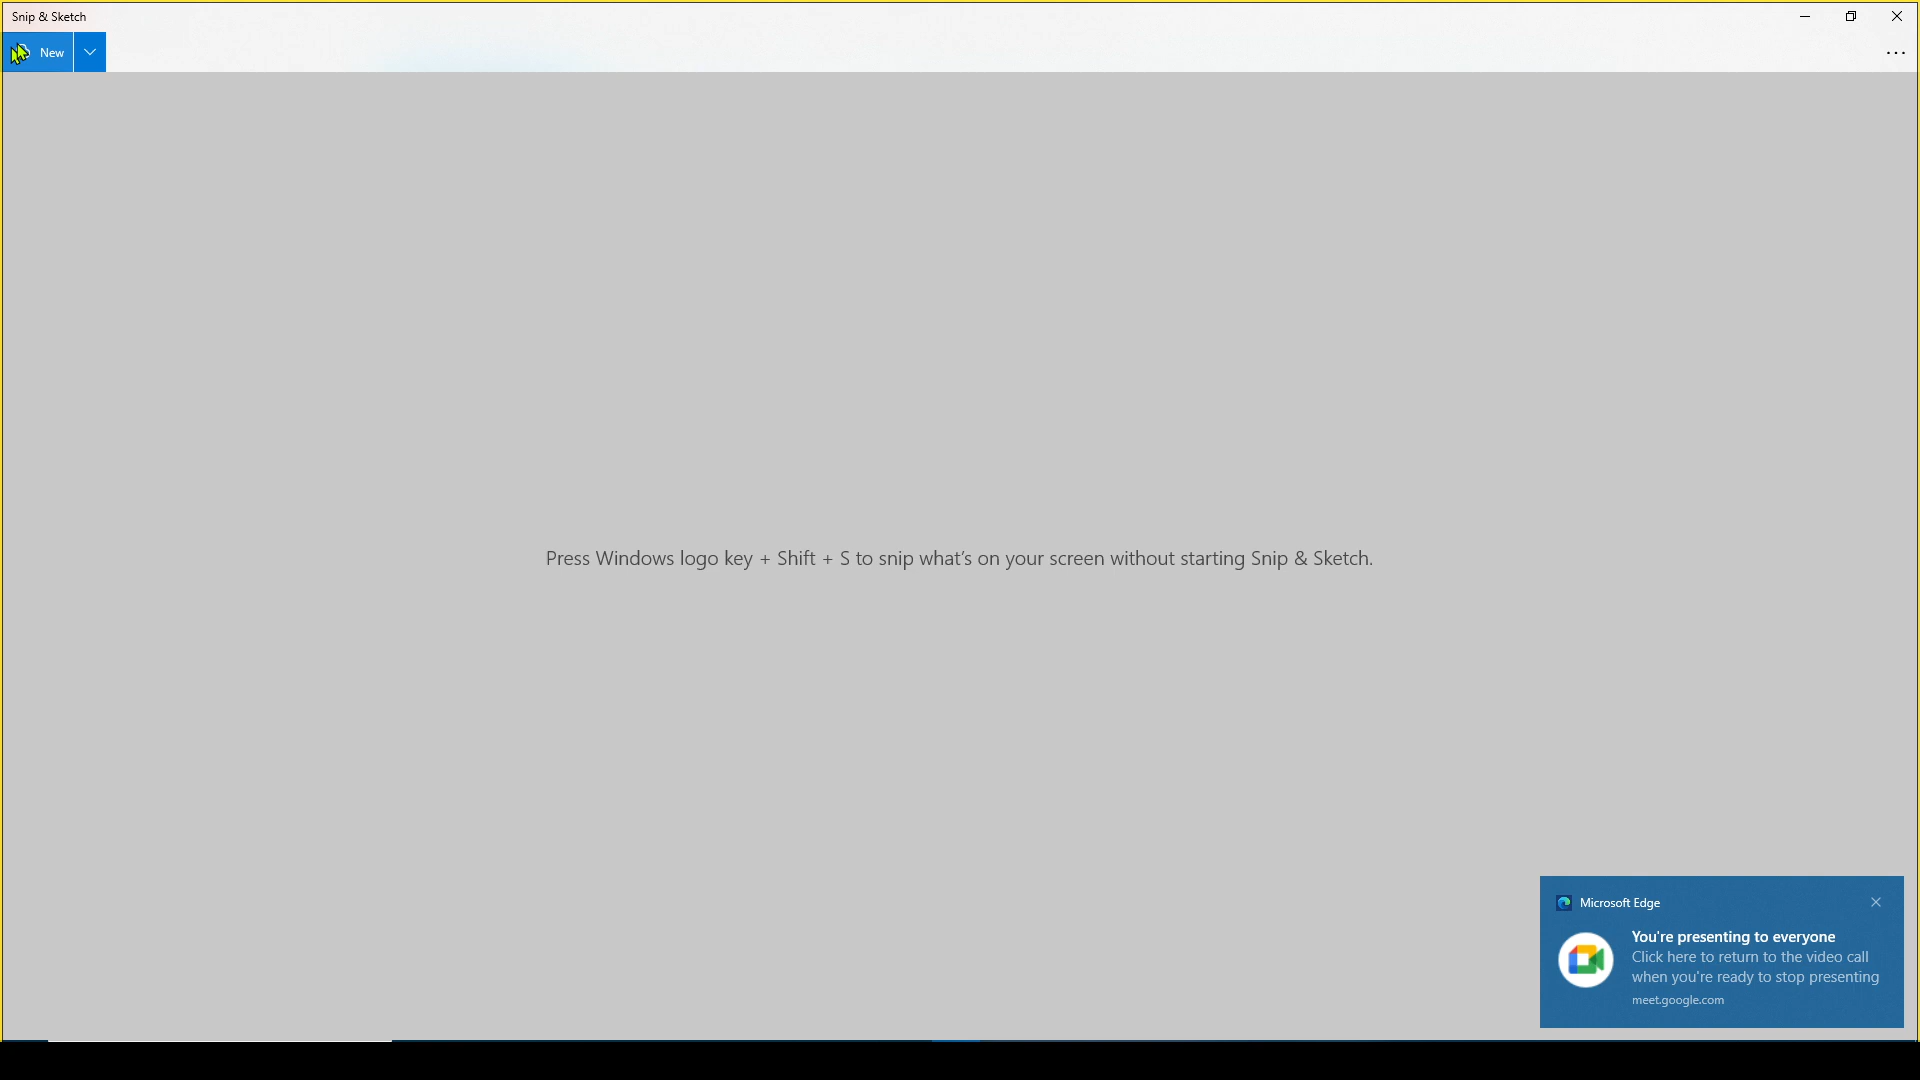 Snip & Sketch
New
Press Windows logo key + Shift + S to snip what's on your screen without starting Snip & Sketch.
Microsoft Edge
You're presenting to everyone
Click here to return to the video call
when you're ready to stop presenting
meet.google.com